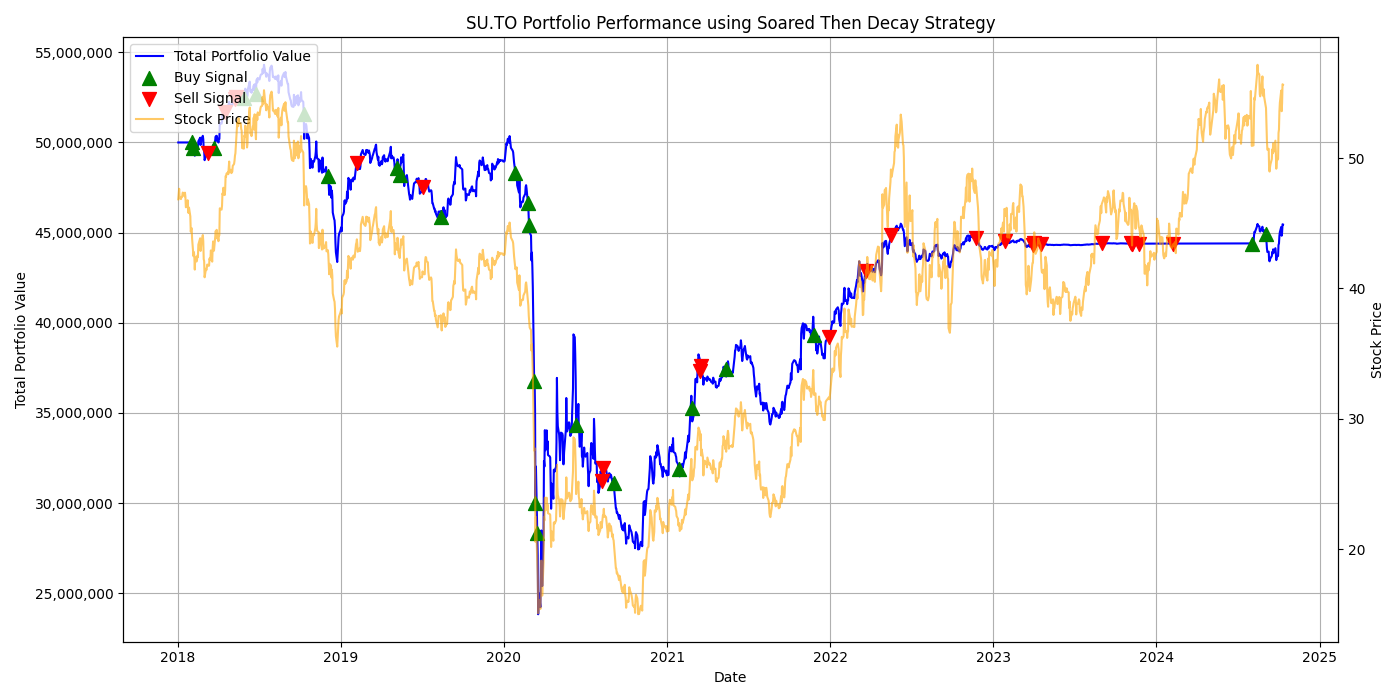 SU.TO Portfolio Performance using Soared Then Decay Strategy
Total Portfolio Value
Buy Signal
Sell Signal
Stock Price
55,000,000
50,000,000
45,000,000
40,000,000
35,000,000
30,000,000
25,000,000
Total Portfolio Value
50
40
30
20
Stock Price
2018
2019
2020
2021
2022
2023
2024
2025
Date